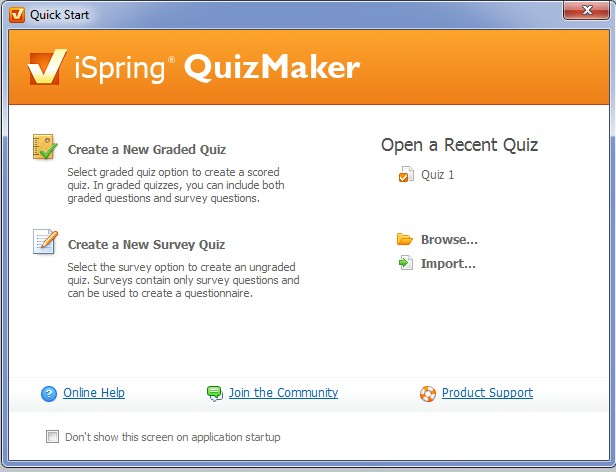 Quick Start
iSpring® QuizMaker
Create a New Graded Quiz
Select graded quiz option to create a scored
quiz. In graded quizzes, you can include both
graded questions and survey questions.
Create a New Survey Quiz
Select the survey option to create an ungraded
quiz. Surveys contain only survey questions and
can be used to create a questionnaire.
Open a Recent Quiz
Quiz 1
Browse...
Import...
Online Help
Join the Community
Product Support
Don't show this screen on application startup